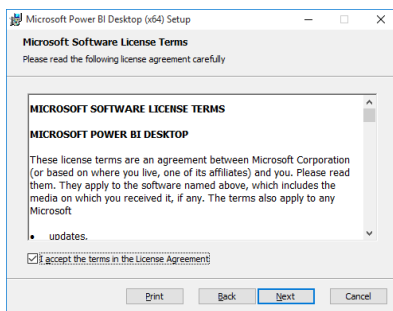 Microsoft Power BI Desktop (x64) Setup
Microsoft Software License Terms
Please read the following license agreement carefully
MICROSOFT SOFTWARE LICENSE TERMS
MICROSOFT POWER BI DESKTOP
These license terms are an agreement between Microsoft Corporation
(or based on where you live, one of its affiliates) and you. Please read
them. They apply to the software named above, which includes the
media on which you received it, if any. The terms also apply to any
Microsoft
• updates,
I accept the terms in the License Agreement
Print Back Next Cancel